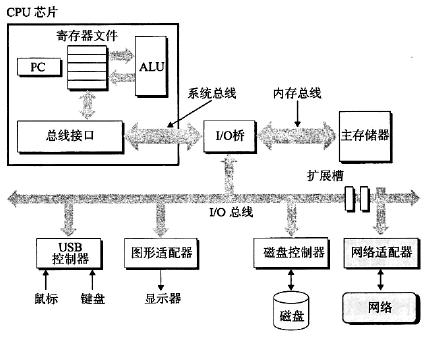 CPU 芯片
寄存器文件
PC
ALU
系统总线
内存总线
总线接口
I/O桥
主存储器
扩展槽
I/O 总线
USB
控制器
图形适配器
磁盘控制器
网络适配器
鼠标
键盘
显示器
磁盘
网络